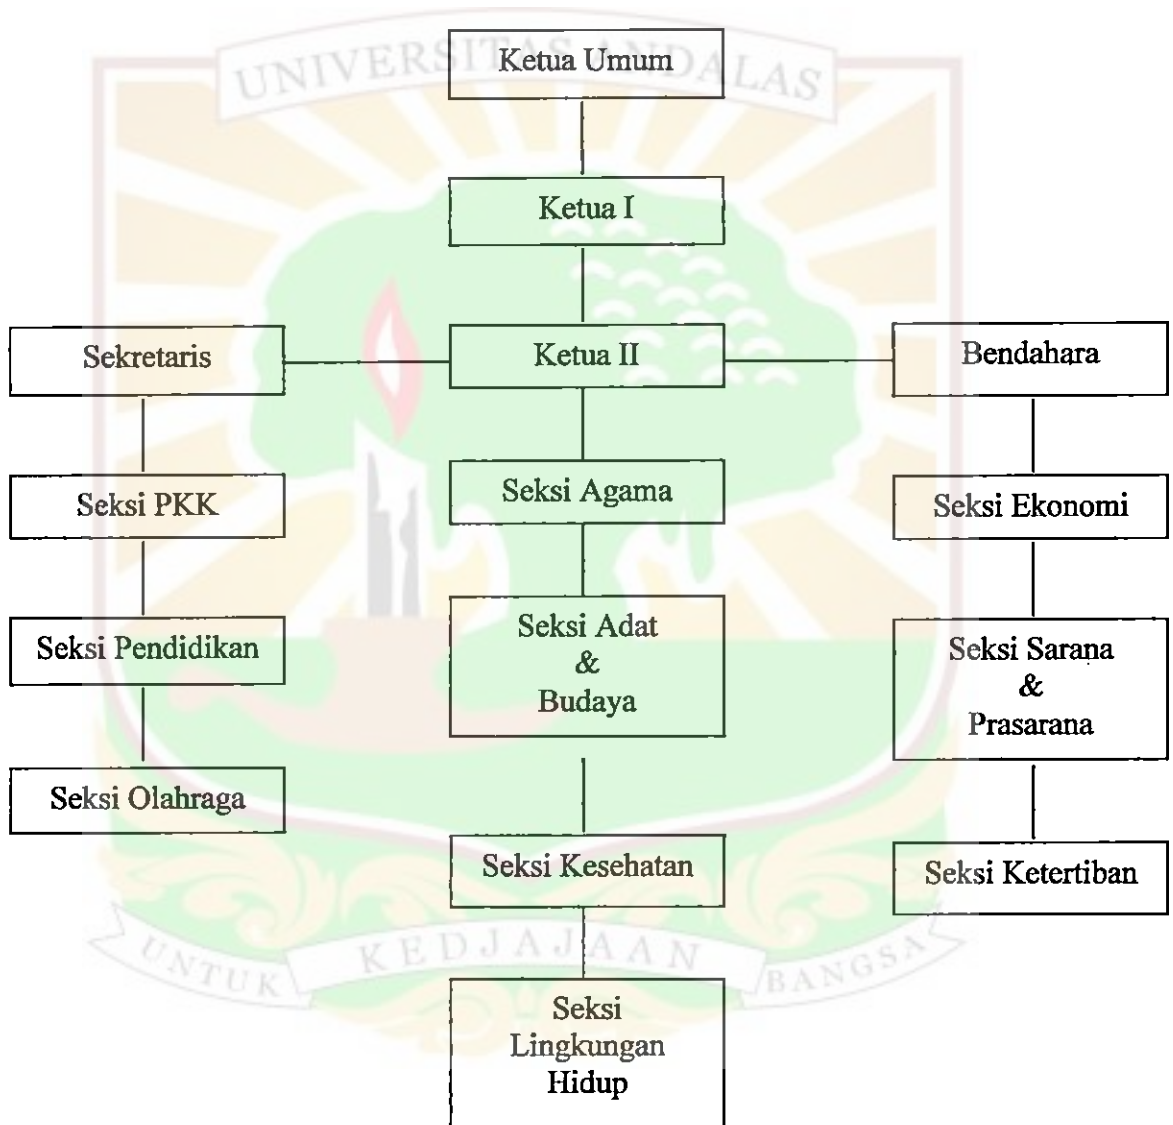 UNIVERSITAS ANDALAS
Ketua Umum
Ketua I
Sekretaris
Ketua II
Bendahara
Seksi PKK
Seksi Agama
Seksi Ekonomi
Seksi Pendidikan
Seksi Adat
&
Budaya
Seksi Sarana
&
Prasarana
Seksi Olahraga
Seksi Kesehatan
Seksi Ketertiban
UNTUK KEDJAJAAN BANGSA
Seksi
Lingkungan
Hidup